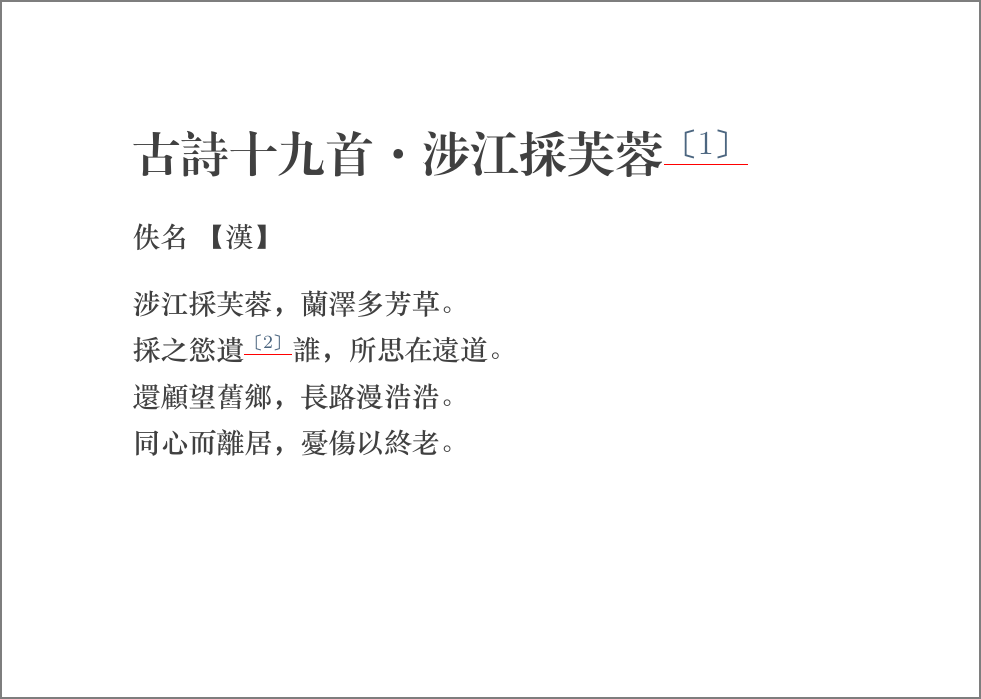 古詩十九首・涉江採芙蓉〔1〕
佚名 【漢】
涉江採芙蓉，蘭澤多芳草。
採之慾遺〔2〕誰，所思在遠道。
還顧望舊鄉，長路漫浩浩。
同心而離居，憂傷以終老。